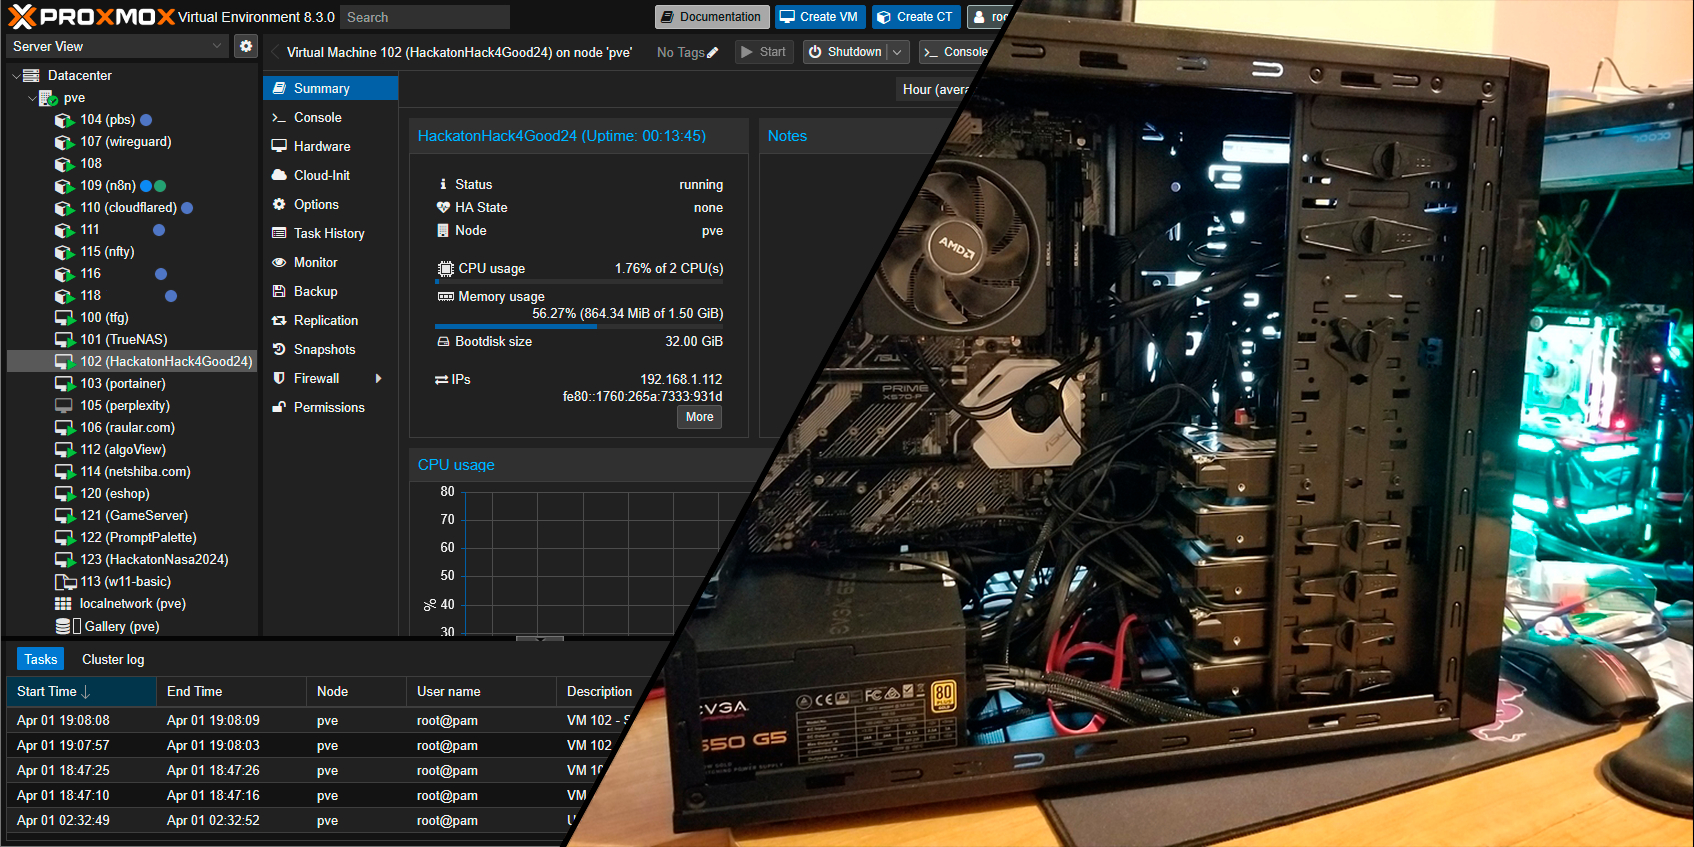 PROXMOX Virtual Environment 8.3.0 Search Documentation Create VM Create CT
Server View
Virtual Machine 102 (HackatonHack4Good24) on node 'pve' No Tags Start Shutdown Console
Datacenter
pve
104 (pbs)
107 (wireguard)
108
109 (n8n)
110 (cloudflared)
111
115 (nfty)
116
118
100 (tfg)
101 (TrueNAS)
102 (HackatonHack4Good24)
103 (portainer)
105 (perplexity)
106 (raular.com)
112 (algoView)
114 (netshiba.com)
120 (eshop)
121 (GameServer)
122 (PromptPalette)
123 (HackatonNasa2024)
113 (w11-basic)
localnetwork (pve)
Gallery (pve)
Summary
Console
Hardware
Cloud-Init
Options
Task History
Monitor
Backup
Replication
Snapshots
Firewall
Permissions
Hour (avera
HackatonHack4Good24 (Uptime: 00:13:45)
Status running
HA State none
Node pve
CPU usage 1.76% of 2 CPU(s)
Memory usage
56.27% (864.34 MiB of 1.50 GiB)
Bootdisk size 32.00 GiB
IPs 192.168.1.112
fe80::1760:265a:7333:931d
More
Notes
CPU usage
80
70
60
50
40
30
%
Tasks Cluster log
Start Time End Time Node User name Description
Apr 01 19:08:08 Apr 01 19:08:09 pve root@pam VM 102 - S
Apr 01 19:07:57 Apr 01 19:08:03 pve root@pam VM 102
Apr 01 18:47:25 Apr 01 18:47:26 pve root@pam VM 10
Apr 01 18:47:10 Apr 01 18:47:16 pve root@pam VM
Apr 01 02:32:49 Apr 01 02:32:52 pve root@pam
AMD
ASUS
PRIME
X570-P
ASUS
EVGA 650
EVGA
650 G5
80
PLUS
GOLD
ASUS